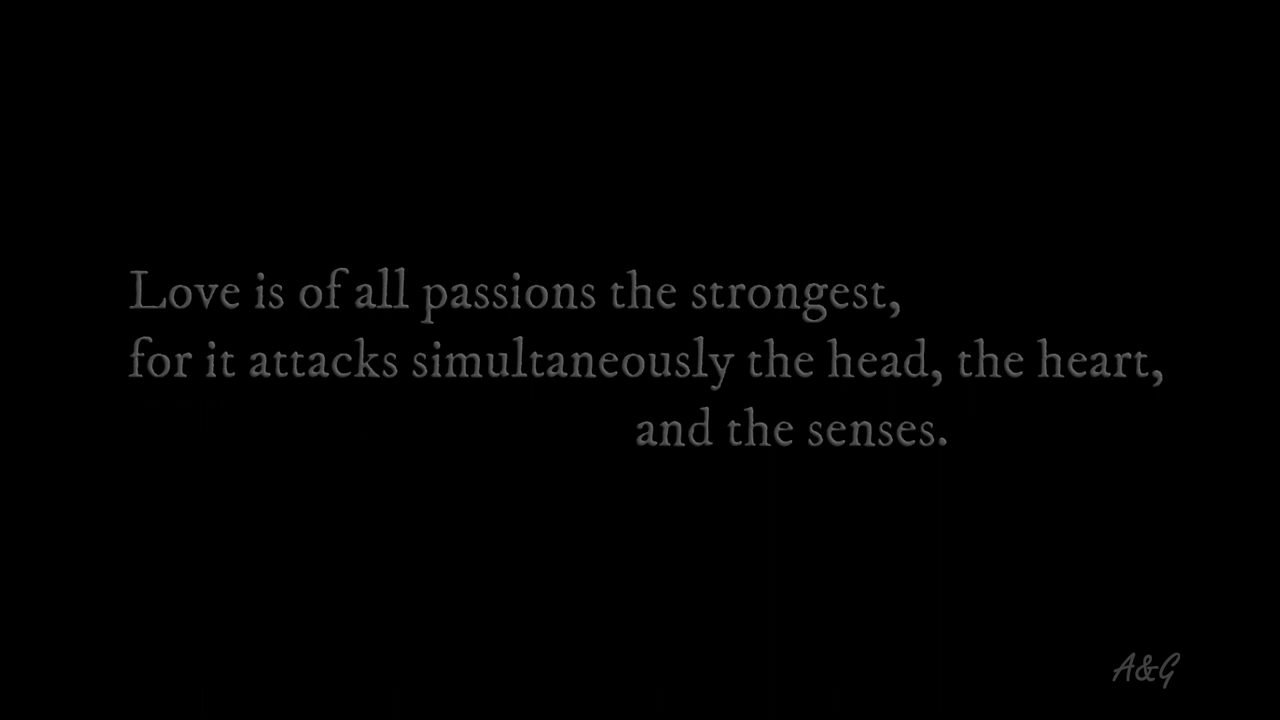 Love is of all passions the strongest,
for it attacks simultaneously the head, the heart,
and the senses.
A&G